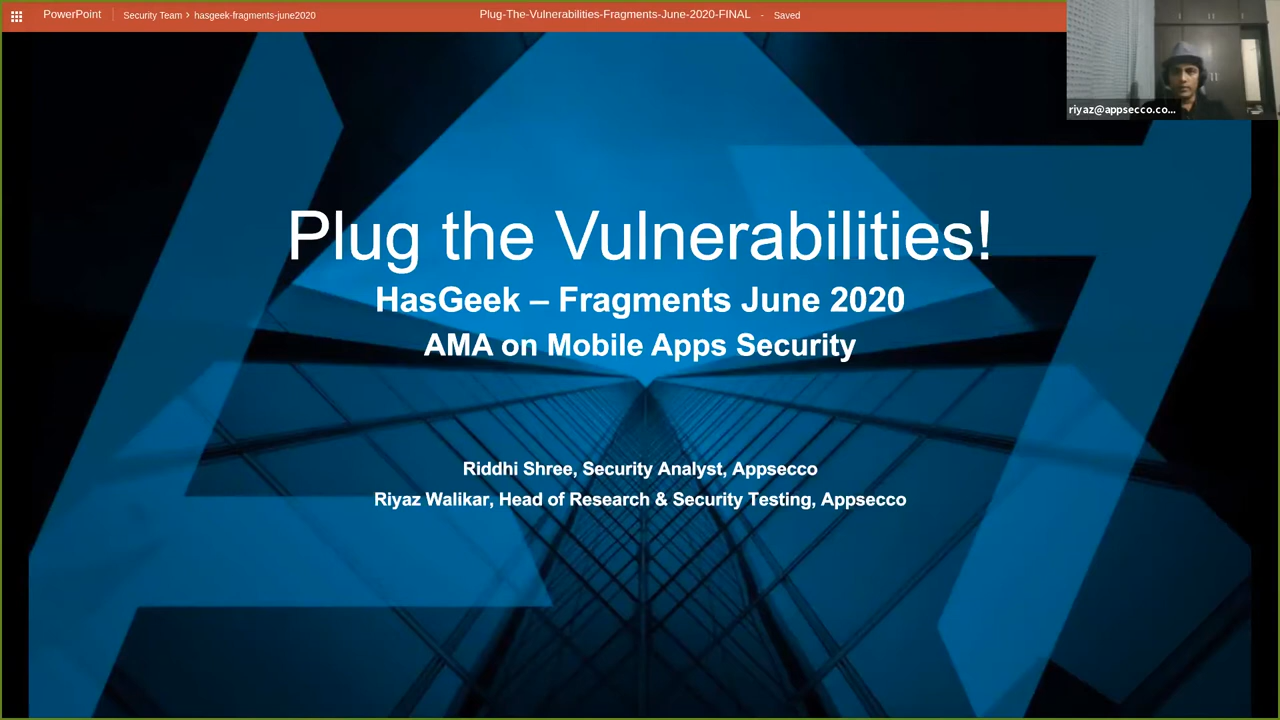 PowerPoint
Security Team › hasgeek-fragments-june2020
Plug-The-Vulnerabilities-Fragments-June-2020-FINAL - Saved
riyaz@appsecco.co...
Plug the Vulnerabilities!
HasGeek – Fragments June 2020
AMA on Mobile Apps Security
Riddhi Shree, Security Analyst, Appsecco
Riyaz Walikar, Head of Research & Security Testing, Appsecco